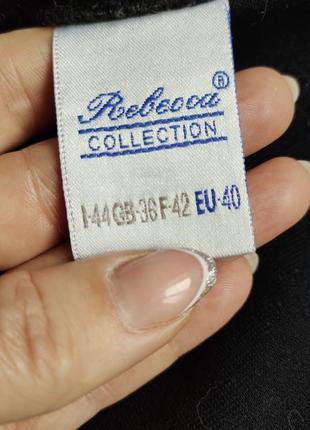 Rebecca ®
COLLECTION
I-44 GB-36 F-42 EU-40